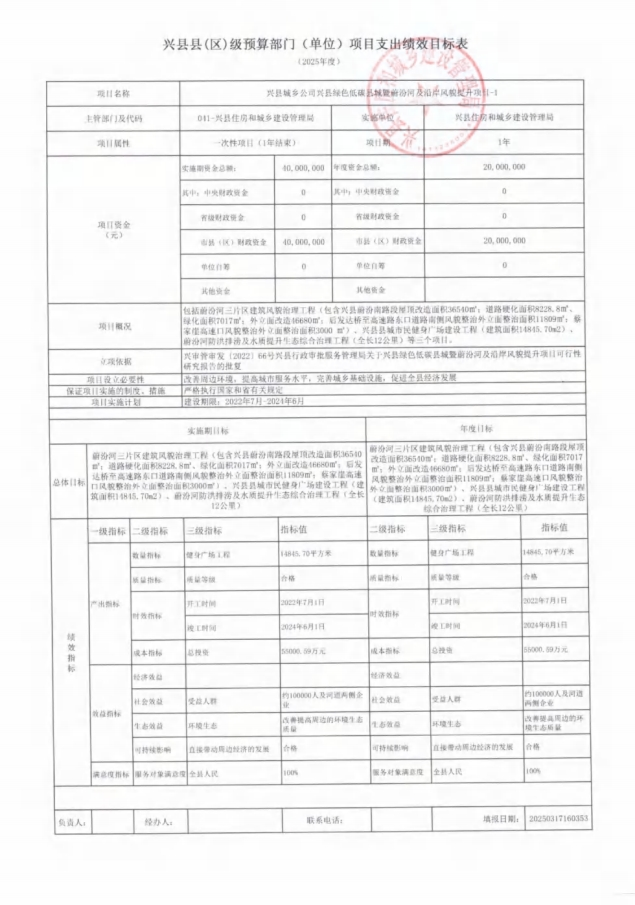 兴县县(区)级预算部门（单位）项目支出绩效目标表
（2025年度）
项目名称 兴县城乡公司兴县绿色低碳县城暨蔚汾河及沿岸风貌提升项目-1
主管部门及代码 041-兴县住房和城乡建设管理局 实施单位 兴县住房和城乡建设管理局
项目属性 一次性项目（1年结束） 项目期 1年
项目资金
（元）
实施期资金总额: 40,000,000 年度资金总额: 20,000,000
其中: 中央财政资金 0 其中: 中央财政资金 0
省级财政资金 0 省级财政资金 0
市县（区）财政资金 40,000,000 市县（区）财政资金 20,000,000
单位自筹 0 单位自筹 0
其他资金 其他资金
项目概况
包括蔚汾河三片区建筑风貌治理工程（包含兴县蔚汾南路段屋顶改造面积36540㎡; 道路硬化面积8228.8㎡、
绿化面积7017㎡; 外立面改造46680㎡; 后发达桥至高速路东口道路南侧风貌整治外立面整治面积11809㎡; 蔡
家崖高速口风貌整治外立面整治面积3000 ㎡）、兴县县城市民健身广场建设工程（建筑面积14845.70m2）、
蔚汾河防洪排涝及水质提升生态综合治理工程（全长12公里）等三个项目。
立项依据
兴审管审发〔2022〕66号兴县行政审批服务管理局关于兴县绿色低碳县城暨蔚汾河及沿岸风貌提升项目可行性
研究报告的批复
项目设立必要性 改善周边环境，提高城市服务水平，完善城乡基础设施，促进全县经济发展
保证项目实施的制度、措施 严格执行国家和省有关规定
项目实施计划 建设期限: 2022年7月-2024年6月
实施期目标 年度目标
总体目标
蔚汾河三片区建筑风貌治理工程（包含兴县蔚汾南路段屋顶改造面积36540
㎡; 道路硬化面积8228.8㎡、绿化面积7017㎡; 外立面改造46680㎡; 后发
达桥至高速路东口道路南侧风貌整治外立面整治面积11809㎡; 蔡家崖高速
口风貌整治外立面整治面积3000㎡）、兴县县城市民健身广场建设工程（建
筑面积14845.70m2）、蔚汾河防洪排涝及水质提升生态综合治理工程（全长
12公里）
蔚汾河三片区建筑风貌治理工程（包含兴县蔚汾南路段屋顶
改造面积36540㎡; 道路硬化面积8228.8㎡、绿化面积7017
㎡; 外立面改造46680㎡; 后发达桥至高速路东口道路南侧
风貌整治外立面整治面积11809㎡; 蔡家崖高速口风貌整治
外立面整治面积3000㎡）、兴县县城市民健身广场建设工程
（建筑面积14845.70m2）、蔚汾河防洪排涝及水质提升生态
综合治理工程（全长12公里）
绩效指标
一级指标 二级指标 三级指标 指标值 二级指标 三级指标 指标值
产出指标
数量指标 健身广场工程 14845.70平方米 数量指标 健身广场工程 14845.70平方米
质量指标 质量等级 合格 质量指标 质量等级 合格
时效指标 开工时间 2022年7月1日 时效指标 开工时间 2022年7月1日
竣工时间 2024年6月1日 竣工时间 2024年6月1日
成本指标 总投资 55000.59万元 成本指标 总投资 55000.59万元
效益指标
经济效益 经济效益
社会效益 受益人群 约100000人及河道两侧企业 社会效益 受益人群 约100000人及河道两侧企业
生态效益 环境生态 改善提高周边的环境生态质量 生态效益 环境生态 改善提高周边的环境生态质量
可持续影响 直接带动周边经济的发展 合格 可持续影响 直接带动周边经济的发展 合格
满意度指标 服务对象满意度 全县人民 100% 服务对象满意度 全县人民 100%
负责人: 经办人: 联系电话: 填报日期: 20250317160353